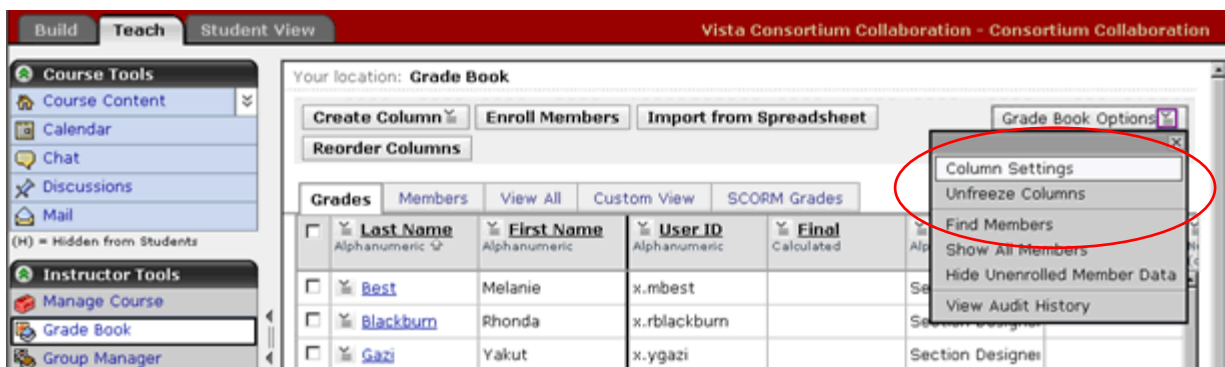 Build Teach Student View Vista Consortium Collaboration - Consortium Collaboration
Course Tools
Course Content
Calendar
Chat
Discussions
Mail
(H) = Hidden from Students
Instructor Tools
Manage Course
Grade Book
Group Manager
Your location: Grade Book
Create Column Enroll Members Import from Spreadsheet Grade Book Options
Reorder Columns
Column Settings
Unfreeze Columns
Find Members
Show All Members
Hide Unenrolled Member Data
View Audit History
Grades Members View All Custom View SCORM Grades
Last Name First Name User ID Final
Alphanumeric Alphanumeric Alphanumeric Calculated
Best Melanie x.mbest
Blackburn Rhonda x.rblackburn Section Designer
Gazi Yakut x.ygazi Section Designer